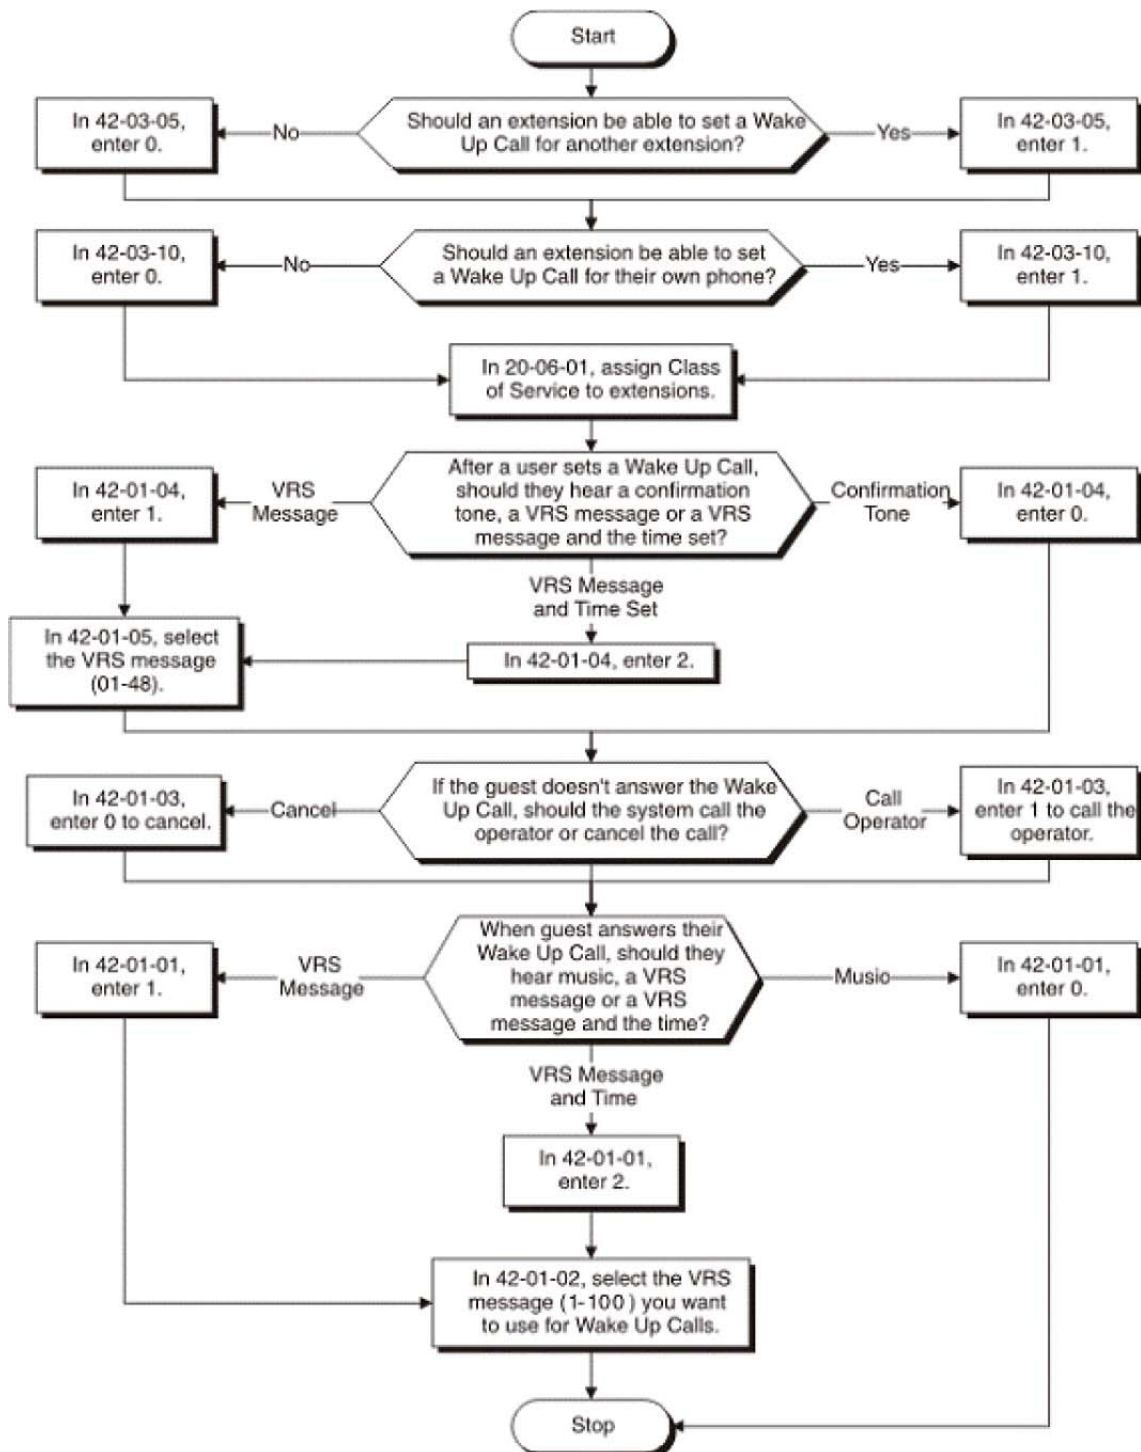 Start
Should an extension be able to set a Wake
Up Call for another extension?
No
Yes
In 42-03-05,
enter 0.
In 42-03-05,
enter 1.
Should an extension be able to set
a Wake Up Call for their own phone?
No
Yes
In 42-03-10,
enter 0.
In 42-03-10,
enter 1.
In 20-06-01, assign Class
of Service to extensions.
After a user sets a Wake Up Call,
should they hear a confirmation
tone, a VRS message or a VRS
message and the time set?
VRS
Message
Confirmation
Tone
In 42-01-04,
enter 1.
In 42-01-04,
enter 0.
VRS Message
and Time Set
In 42-01-05, select
the VRS message
(01-48).
In 42-01-04, enter 2.
If the guest doesn't answer the Wake
Up Call, should the system call the
operator or cancel the call?
Cancel
Call
Operator
In 42-01-03,
enter 0 to cancel.
In 42-01-03,
enter 1 to call the
operator.
When guest answers their
Wake Up Call, should they
hear music, a VRS
message or a VRS
message and the time?
VRS
Message
Music
In 42-01-01,
enter 1.
In 42-01-01,
enter 0.
VRS Message
and Time
In 42-01-01,
enter 2.
In 42-01-02, select the VRS
message (1-100) you want
to use for Wake Up Calls.
Stop